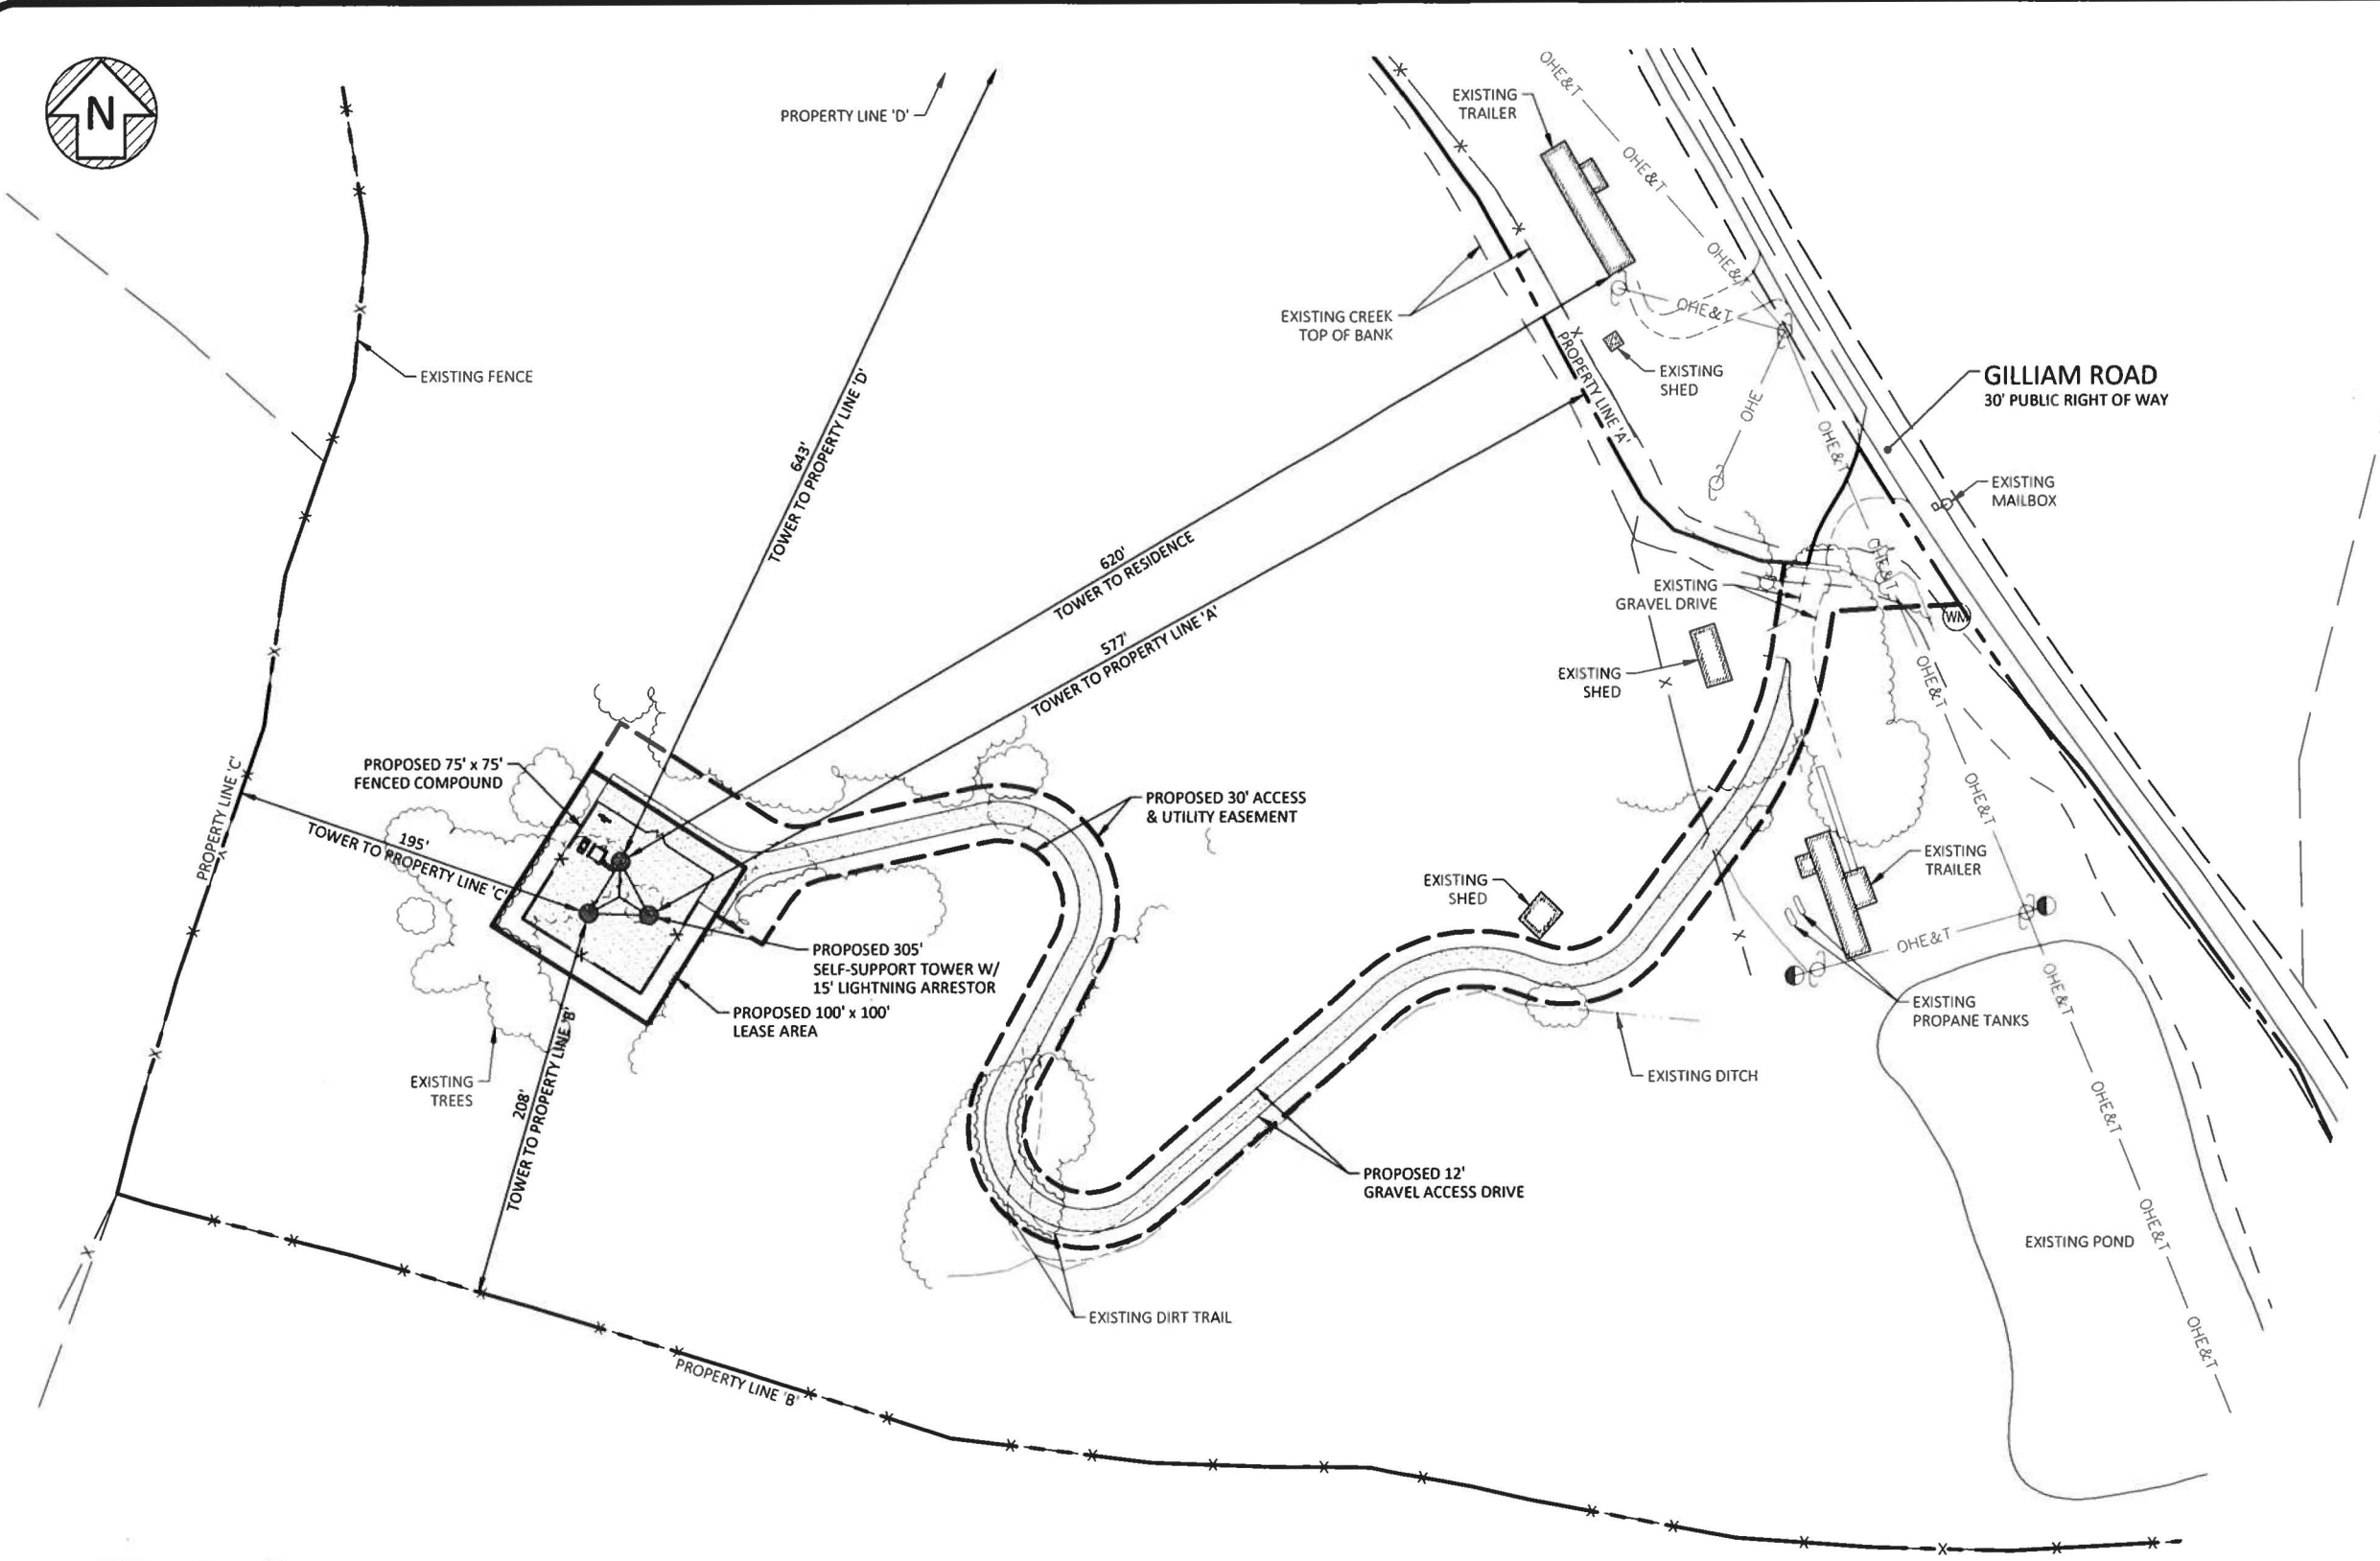 N
PROPERTY LINE 'D'
EXISTING
TRAILER
OHE&T
OHE&T
OHE&T
OHE&T
EXISTING CREEK
TOP OF BANK
PROPERTY LINE 'A'
EXISTING
SHED
OHE
OHE&T
GILLIAM ROAD
30' PUBLIC RIGHT OF WAY
EXISTING
MAILBOX
EXISTING FENCE
643'
TOWER TO PROPERTY LINE 'D'
620'
TOWER TO RESIDENCE
577'
TOWER TO PROPERTY LINE 'A'
OHE&T
EXISTING
GRAVEL DRIVE
WM
EXISTING
SHED
OHE&T
PROPERTY LINE 'C'
PROPOSED 75' x 75'
FENCED COMPOUND
195'
TOWER TO PROPERTY LINE 'C'
PROPOSED 30' ACCESS
& UTILITY EASEMENT
OHE&T
EXISTING
TRAILER
EXISTING
SHED
OHE&T
PROPOSED 305'
SELF-SUPPORT TOWER W/
15' LIGHTNING ARRESTOR
PROPOSED 100' x 100'
LEASE AREA
EXISTING
PROPANE TANKS
OHE&T
EXISTING
TREES
208'
TOWER TO PROPERTY LINE 'B'
EXISTING DITCH
OHE&T
PROPOSED 12'
GRAVEL ACCESS DRIVE
OHE&T
EXISTING POND
EXISTING DIRT TRAIL
OHE&T
PROPERTY LINE 'B'